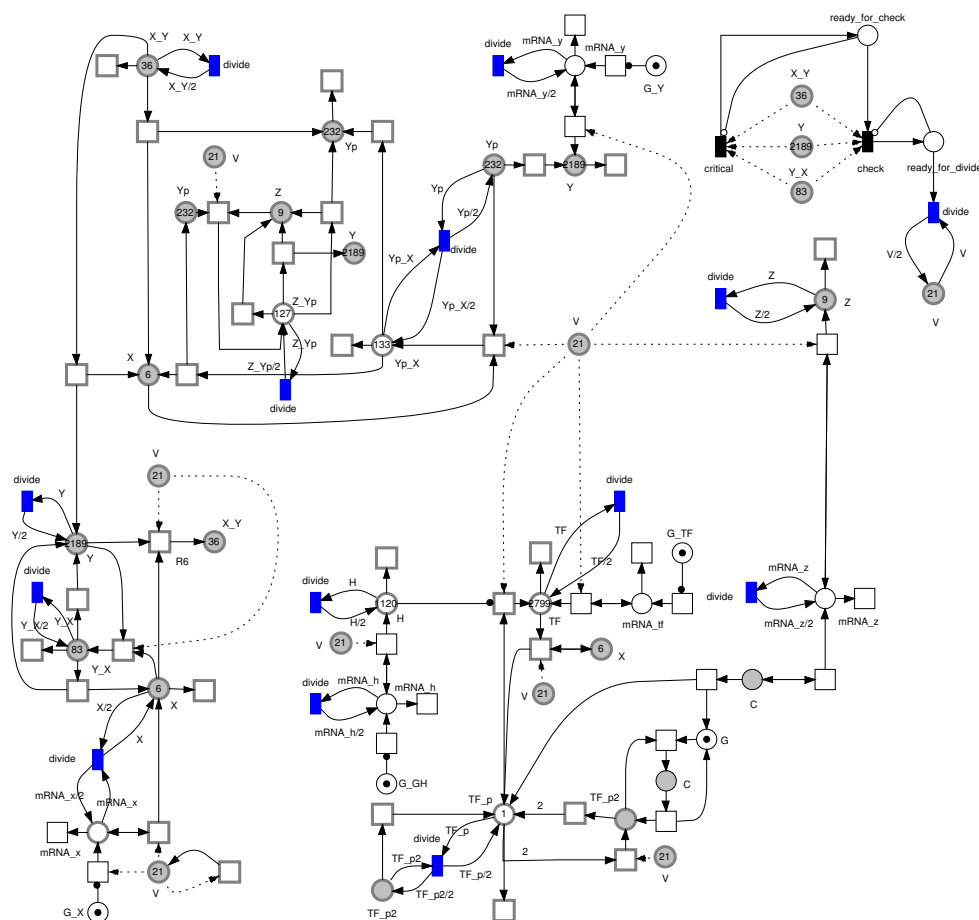 ready_for_check
X_Y
X_Y
36
divide
X_Y/2
mRNA_y
mRNA_y
divide
mRNA_y/2
G_Y
X_Y
36
Y
2189
Y_X
83
critical
check
ready_for_divide
divide
V/2
V
21
V
232
Yp
21
V
Yp
232
Z
9
Y
2189
Yp
232
2189
Y
Yp
Yp/2
divide
Yp_X
Yp_X/2
Z_Yp
127
Z_Yp
Z_Yp/2
divide
133
Yp_X
X
6
V
21
divide
Z
Z/2
9
Z
V
21
divide
Y
Y/2
2189
Y
R6
X_Y
36
divide
Y_X/2
Y_X
83
Y_X
6
X
X/2
X
divide
mRNA_x/2
mRNA_x
mRNA_x
21
V
G_X
divide
H
H/2
1120
H
V
21
divide
mRNA_h
mRNA_h
mRNA_h/2
G_GH
divide
TF
TF/2
2799
TF
G_TF
mRNA_tf
6
X
V
21
divide
mRNA_z
mRNA_z/2
mRNA_z
C
G
C
TF_p
1
2
TF_p2
divide
TF_p
TF_p2
TF_p/2
TF_p2/2
TF_p2
2
21
V